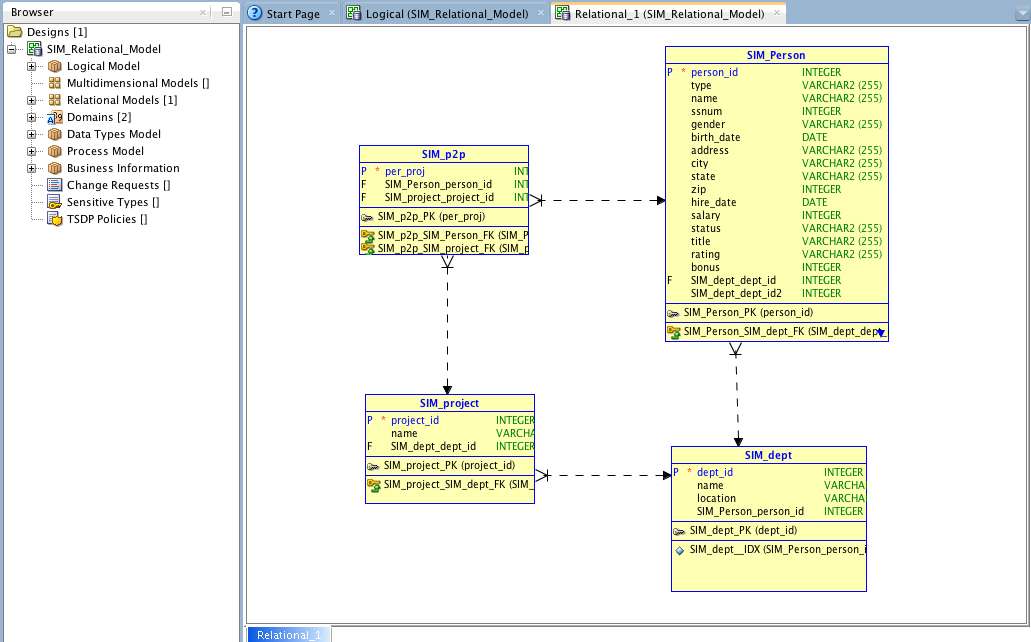 Browser
Designs [1]
SIM_Relational_Model
Logical Model
Multidimensional Models []
Relational Models [1]
Domains [2]
Data Types Model
Process Model
Business Information
Change Requests []
Sensitive Types []
TSDP Policies []
Start Page
Logical (SIM_Relational_Model)
Relational_1 (SIM_Relational_Model)
SIM_p2p
P * per_proj INT
F SIM_Person_person_id INT
F SIM_project_project_id INT
SIM_p2p_PK (per_proj)
SIM_p2p_SIM_Person_FK (SIM_P
SIM_p2p_SIM_project_FK (SIM_p
SIM_Person
P * person_id INTEGER
type VARCHAR2 (255)
name VARCHAR2 (255)
ssnum INTEGER
gender VARCHAR2 (255)
birth_date DATE
address VARCHAR2 (255)
city VARCHAR2 (255)
state VARCHAR2 (255)
zip INTEGER
hire_date DATE
salary INTEGER
status VARCHAR2 (255)
title VARCHAR2 (255)
rating VARCHAR2 (255)
bonus INTEGER
F SIM_dept_dept_id INTEGER
SIM_dept_dept_id2 INTEGER
SIM_Person_PK (person_id)
SIM_Person_SIM_dept_FK (SIM_dept_dept_
SIM_project
P * project_id INTEGER
name VARCHA
F SIM_dept_dept_id INTEGER
SIM_project_PK (project_id)
SIM_project_SIM_dept_FK (SIM_
SIM_dept
P * dept_id INTEGER
name VARCHA
location VARCHA
SIM_Person_person_id INTEGER
SIM_dept_PK (dept_id)
SIM_dept__IDX (SIM_Person_person_i
Relational_1